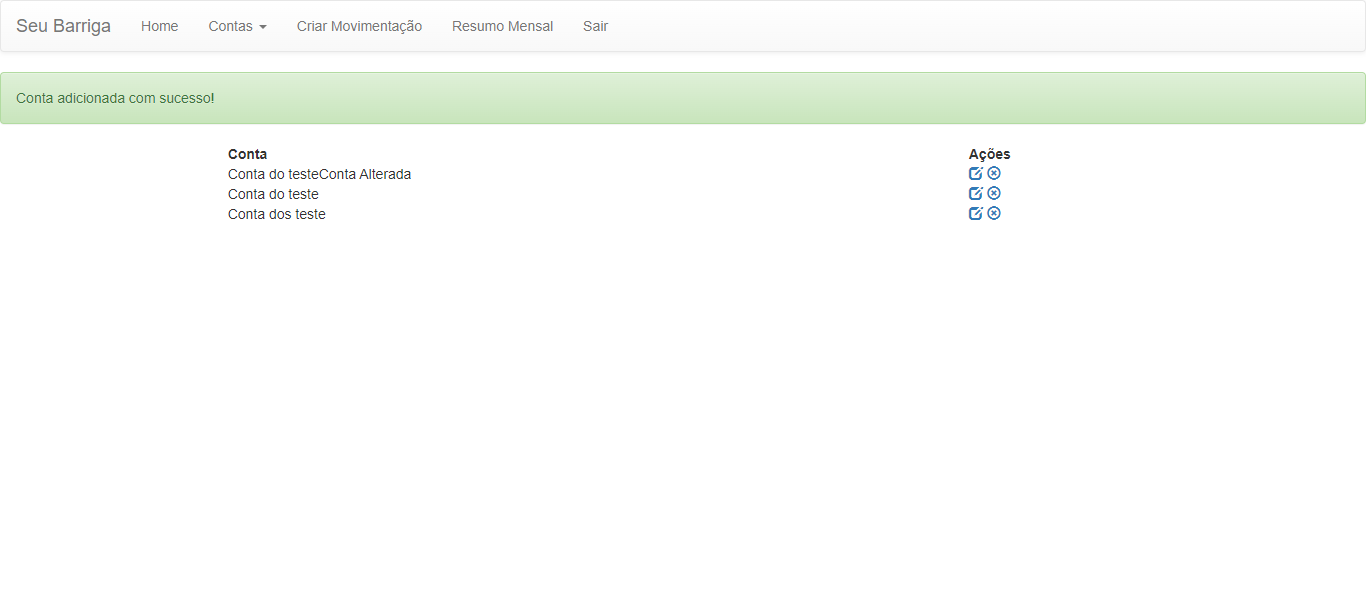 Seu Barriga Home Contas Criar Movimentação Resumo Mensal Sair
Conta adicionada com sucesso!
Conta Ações
Conta do testeConta Alterada
Conta do teste
Conta dos teste